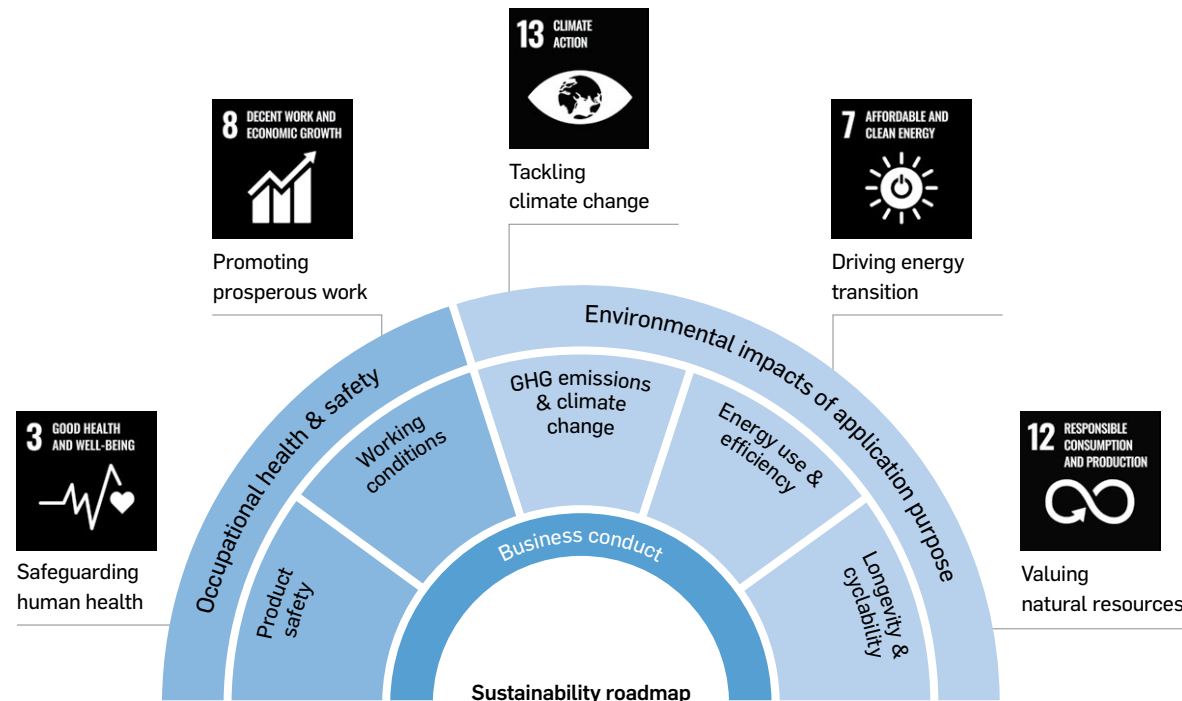 13 CLIMATE
ACTION
Tackling
climate change
8 DECENT WORK AND
ECONOMIC GROWTH
Promoting
prosperous work
7 AFFORDABLE AND
CLEAN ENERGY
Driving energy
transition
3 GOOD HEALTH
AND WELL-BEING
Safeguarding
human health
12 RESPONSIBLE
CONSUMPTION
AND PRODUCTION
Valuing
natural resources
Occupational health & safety
Environmental impacts of application purpose
Product
safety
Working
conditions
GHG emissions
& climate
change
Energy use &
efficiency
Longevity &
cyclability
Business conduct
Sustainability roadmap